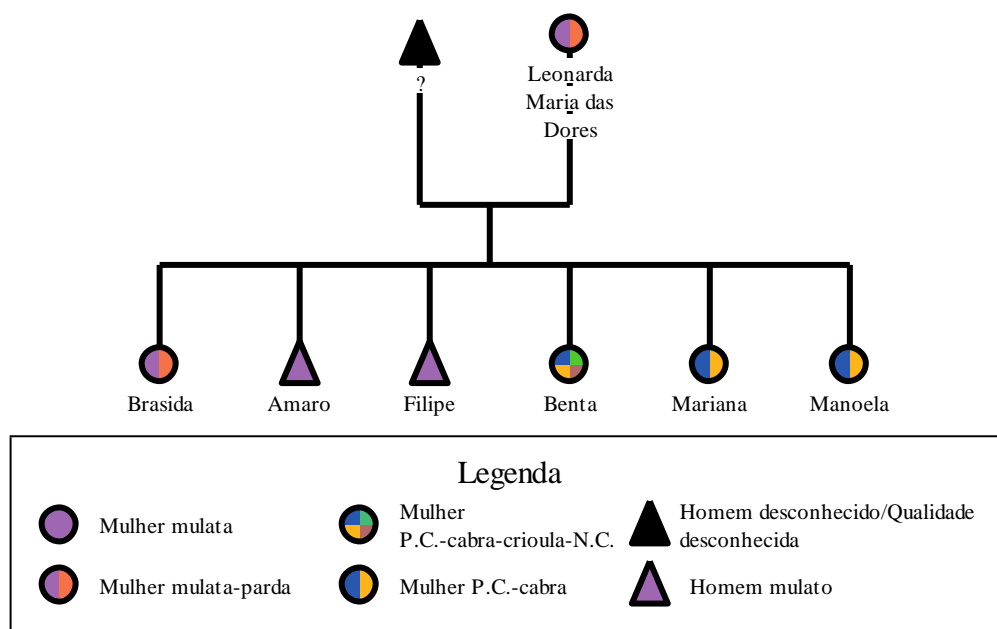 ?
Leonarda
Maria das
Dores
Brasida
Amaro
Filipe
Benta
Mariana
Manoela
Legenda
Mulher mulata
Mulher
P.C.-cabra-crioula-N.C.
Homem desconhecido/Qualidade
desconhecida
Mulher mulata-parda
Mulher P.C.-cabra
Homem mulato